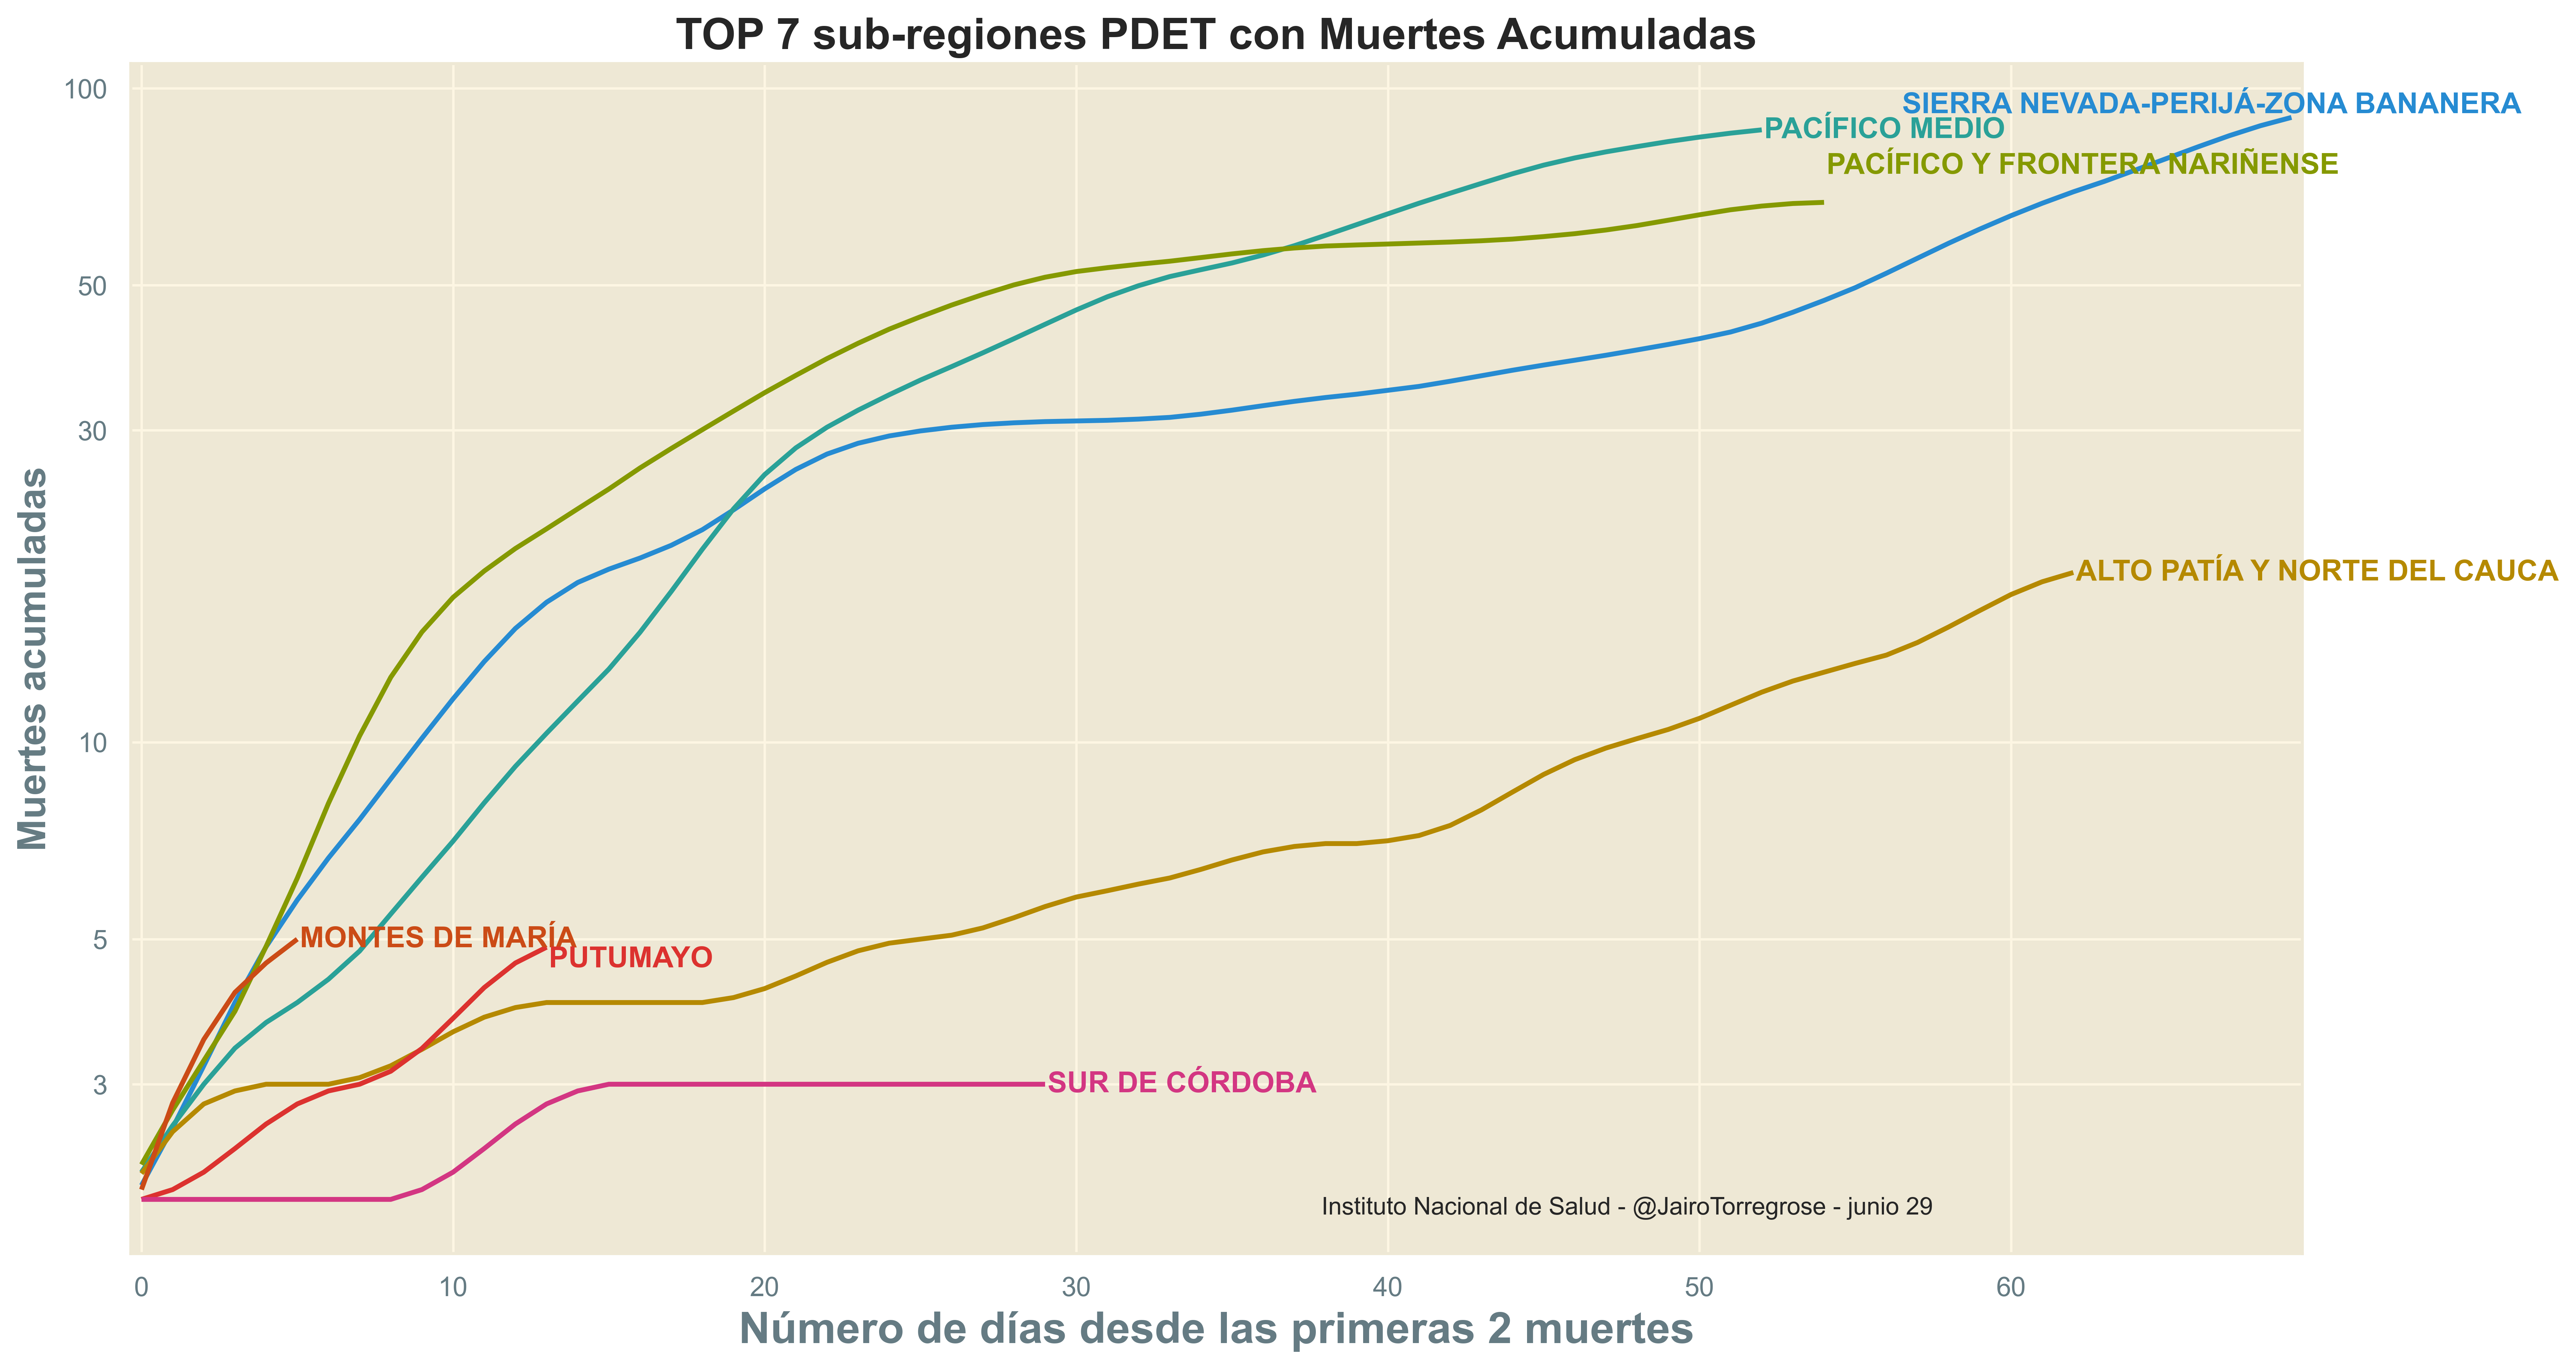 TOP 7 sub-regiones PDET con Muertes Acumuladas
100
50
30
10
5
3
Muertes acumuladas
SIERRA NEVADA-PERIJÁ-ZONA BANANERA
PACÍFICO MEDIO
PACÍFICO Y FRONTERA NARIÑENSE
ALTO PATÍA Y NORTE DEL CAUCA
MONTES DE MARÍA
PUTUMAYO
SUR DE CÓRDOBA
Instituto Nacional de Salud - @JairoTorregrose - junio 29
0 10 20 30 40 50 60
Número de días desde las primeras 2 muertes